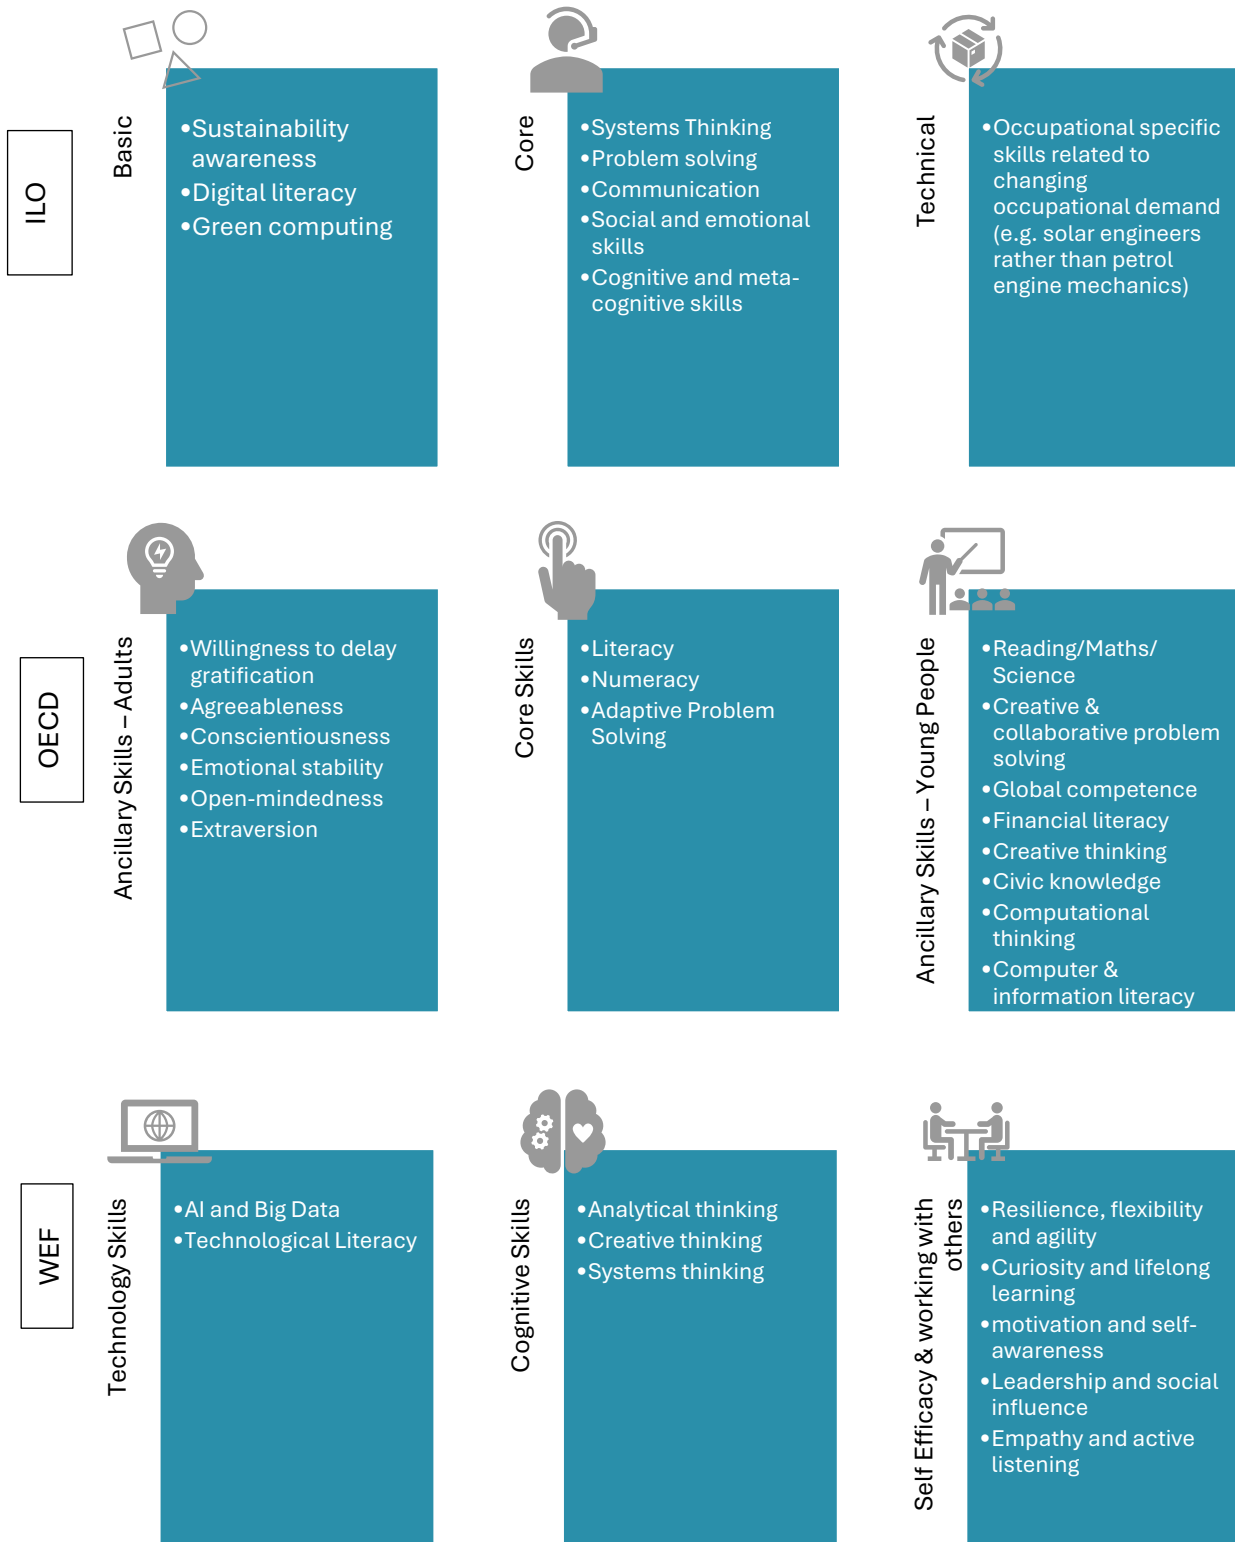 ILO
Basic
•Sustainability
awareness
•Digital literacy
•Green computing
Core
•Systems Thinking
•Problem solving
•Communication
•Social and emotional
skills
•Cognitive and meta-
cognitive skills
Technical
•Occupational specific
skills related to
changing
occupational demand
(e.g. solar engineers
rather than petrol
engine mechanics)
OECD
Ancillary Skills – Adults
•Willingness to delay
gratification
•Agreeableness
•Conscientiousness
•Emotional stability
•Open-mindedness
•Extraversion
Core Skills
•Literacy
•Numeracy
•Adaptive Problem
Solving
Ancillary Skills – Young People
•Reading/Maths/
Science
•Creative &
collaborative problem
solving
•Global competence
•Financial literacy
•Creative thinking
•Civic knowledge
•Computational
thinking
•Computer &
information literacy
WEF
Technology Skills
•AI and Big Data
•Technological Literacy
Cognitive Skills
•Analytical thinking
•Creative thinking
•Systems thinking
Self Efficacy & working with
others
•Resilience, flexibility
and agility
•Curiosity and lifelong
learning
•motivation and self-
awareness
•Leadership and social
influence
•Empathy and active
listening